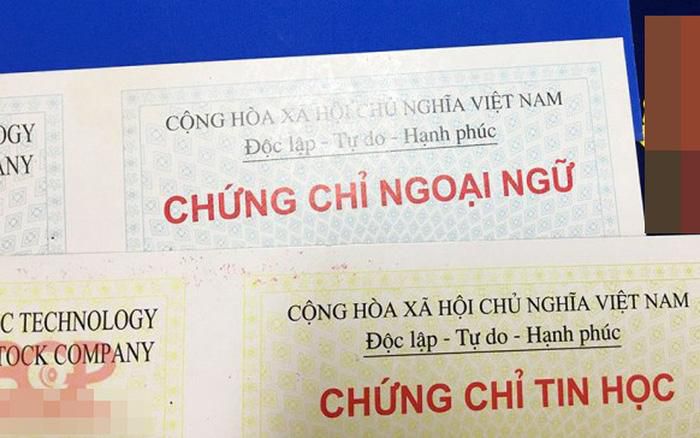 OGY
ANY
CỘNG HÒA XÃ HỘI CHỦ NGHĨA VIỆT NAM
Độc lập - Tự do - Hạnh phúc
CHỨNG CHỈ NGOẠI NGỮ
C TECHNOLOGY
TOCK COMPANY
CỘNG HÒA XÃ HỘI CHỦ NGHĨA VIỆT NAM
Độc lập - Tự do - Hạnh phúc
CHỨNG CHỈ TIN HỌC